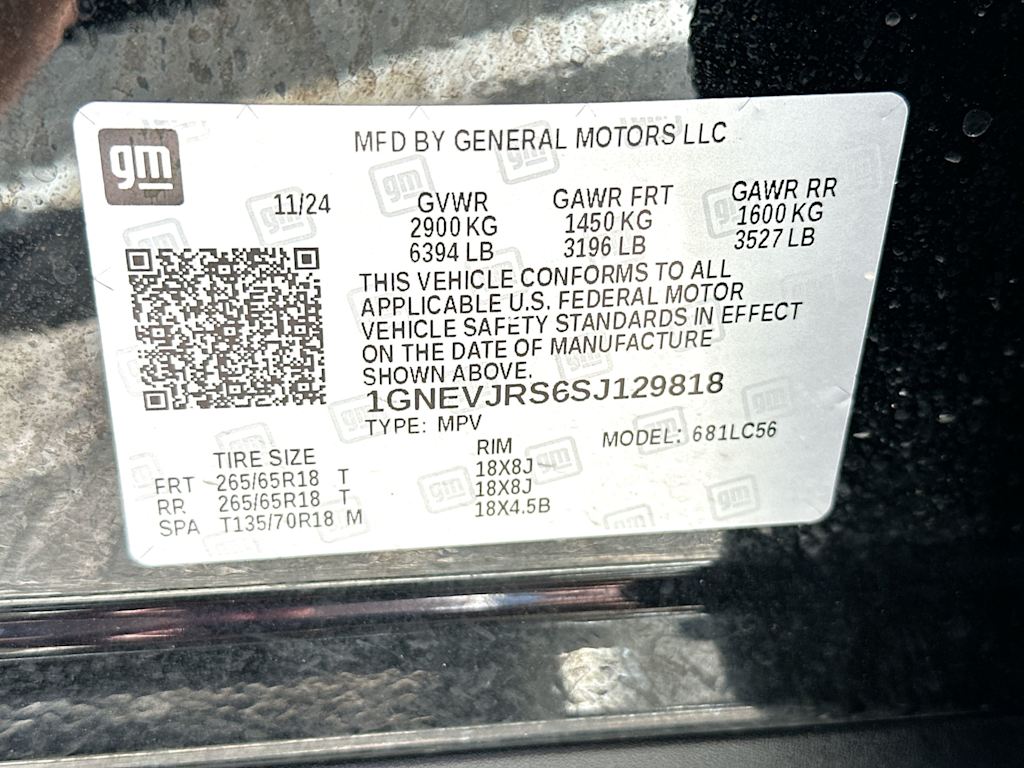 gm
MFD BY GENERAL MOTORS LLC
11/24
GVWR
2900 KG
6394 LB
GAWR FRT
1450 KG
3196 LB
GAWR RR
1600 KG
3527 LB
THIS VEHICLE CONFORMS TO ALL
APPLICABLE U.S. FEDERAL MOTOR
VEHICLE SAFETY STANDARDS IN EFFECT
ON THE DATE OF MANUFACTURE
SHOWN ABOVE.
1GNEVJRS6SJ129818
TYPE: MPV
MODEL: 681LC56
TIRE SIZE RIM
FRT 265/65R18 T 18X8J
RR 265/65R18 T 18X8J
SPA T135/70R18 M 18X4.5B